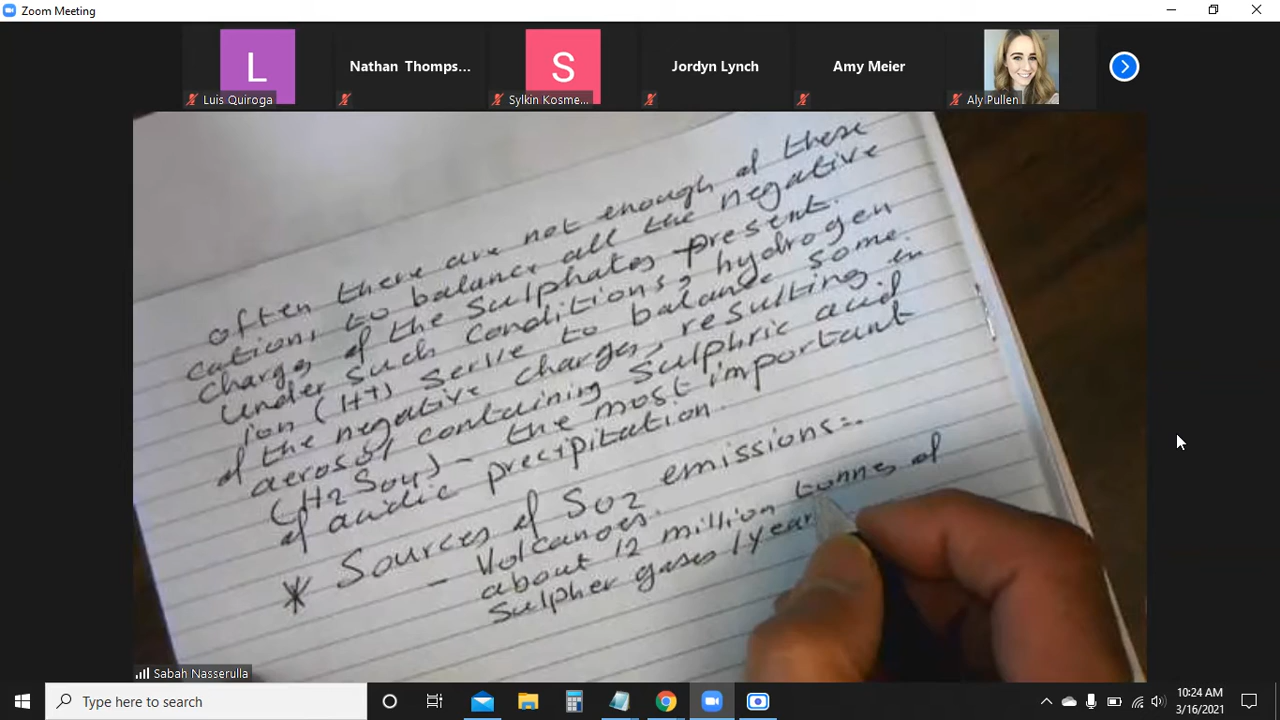 Zoom Meeting
L
Luis Quiroga
Nathan Thomps...
S
Sylkin Kosme...
Jordyn Lynch
Amy Meier
Aly Pullen
often there are not enough of these
cations to balance all the negative
charges of the Sulphates present.
Under such conditions, hydrogen
ion (H+) serve to balance some
of the negative charges, resulting in
aerosol containing Sulphric acid
(H2SO4) - the most important
of acidic precipitation.
* Sources of SO2 emissions:-
- Volcanoes.
about 12 million tonnes of
Sulpher gases / year
Sabah Nasserulla
Type here to search
10:24 AM
3/16/2021